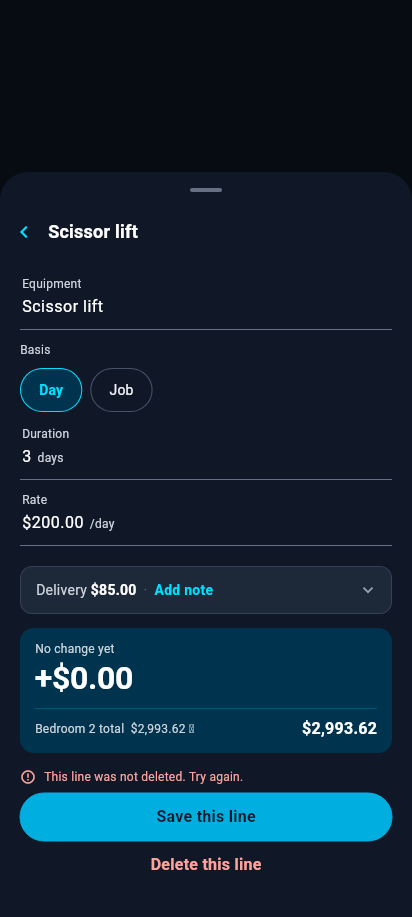 Scissor lift
Equipment
Scissor lift
Basis
Day
Job
Duration
3 days
Rate
$200.00 /day
Delivery $85.00 · Add note
No change yet
+$0.00
Bedroom 2 total $2,993.62
$2,993.62
This line was not deleted. Try again.
Save this line
Delete this line